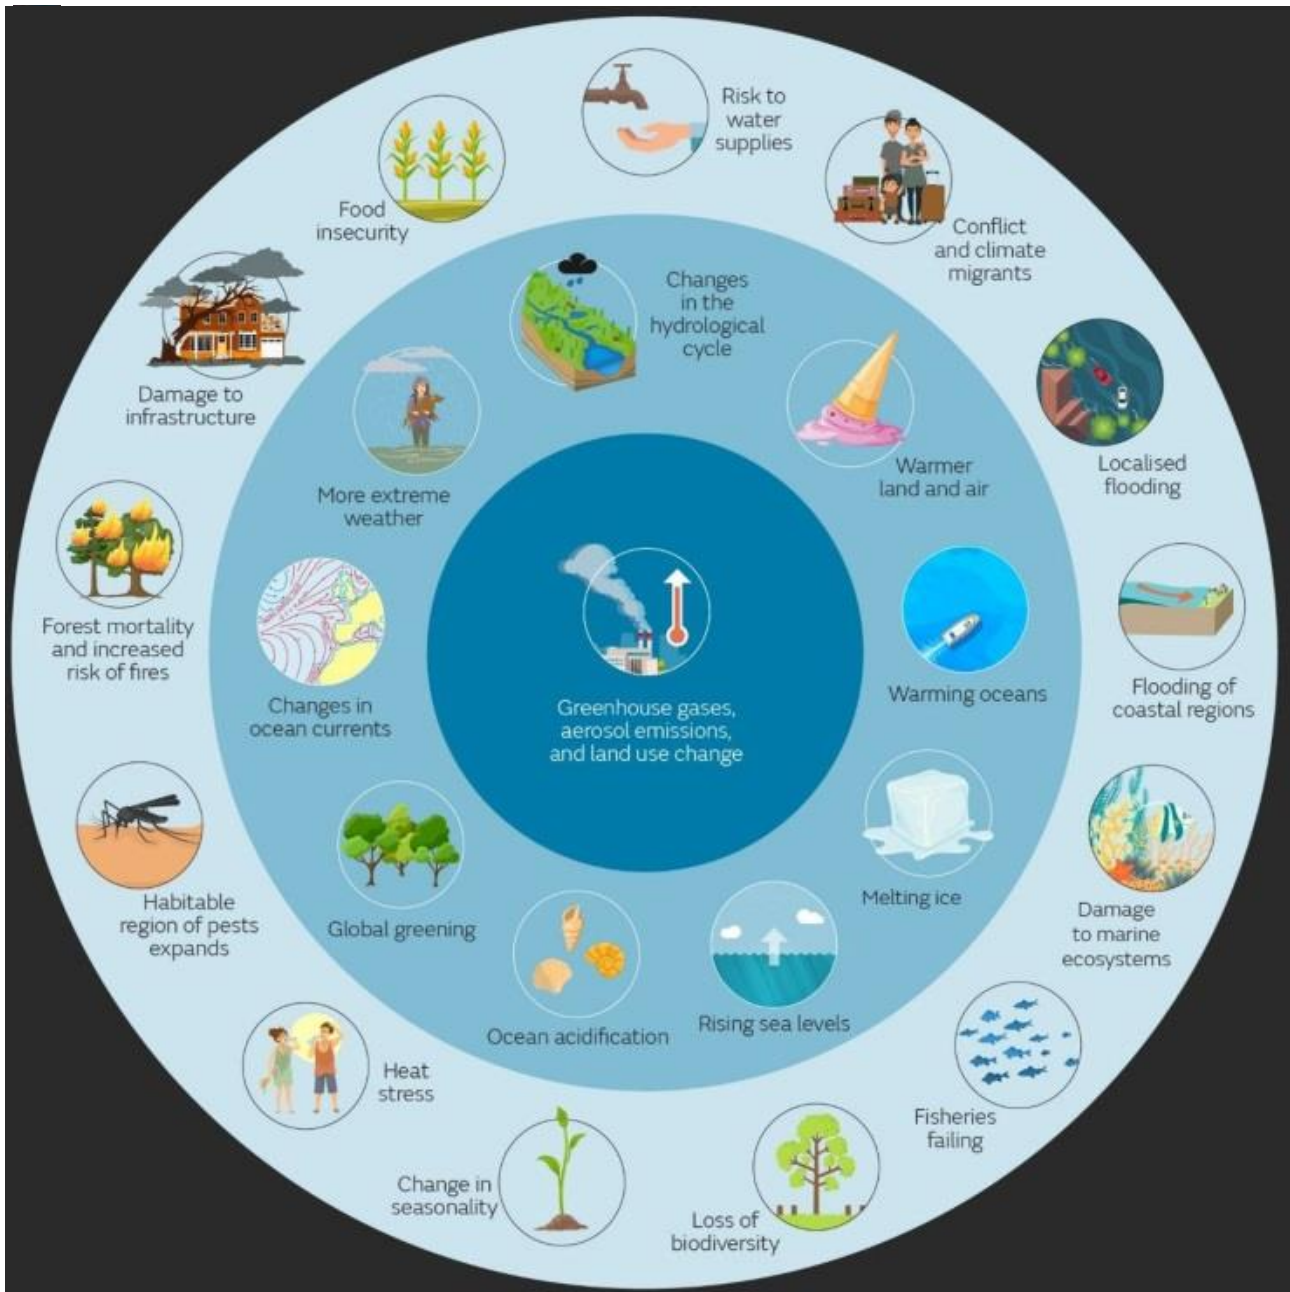 Risk to
water
supplies
Conflict
and climate
migrants
Localised
flooding
Flooding of
coastal regions
Damage
to marine
ecosystems
Fisheries
failing
Loss of
biodiversity
Change in
seasonality
Heat
stress
Habitable
region of pests
expands
Forest mortality
and increased
risk of fires
Damage to
infrastructure
Food
insecurity
Changes
in the
hydrological
cycle
Warmer
land and air
Warming oceans
Melting ice
Rising sea levels
Ocean acidification
Global greening
Changes in
ocean currents
More extreme
weather
Greenhouse gases,
aerosol emissions,
and land use change